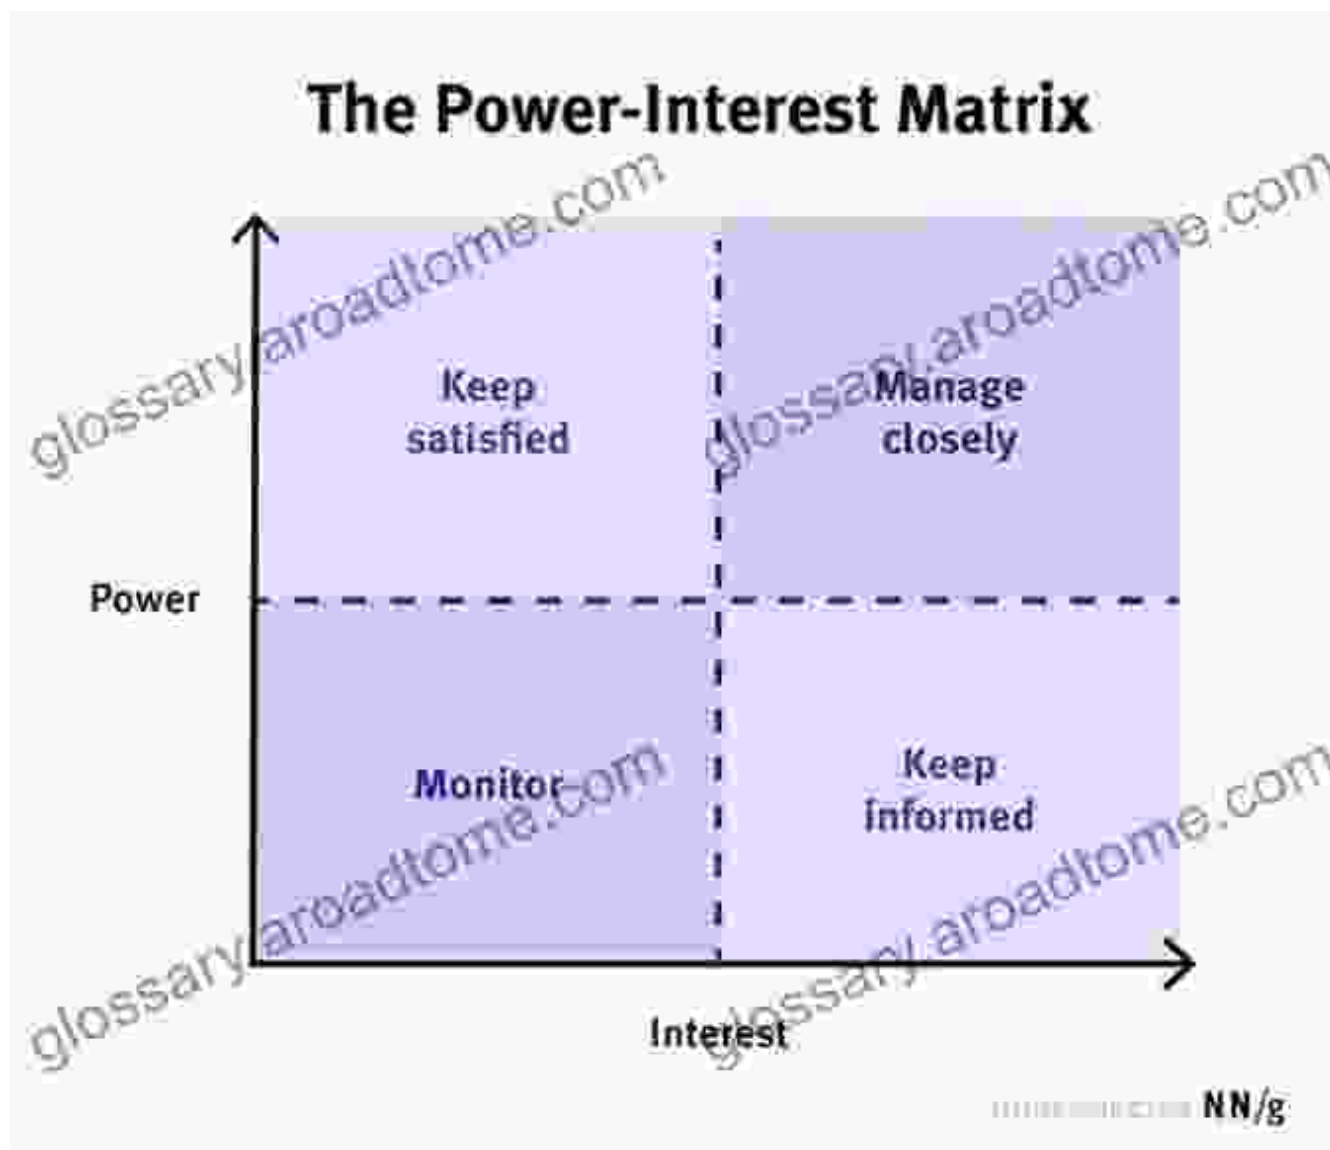 The Power-Interest Matrix
glossary.aroadtome.com
glossary.aroadtome.com
Keep
satisfied
Manage
closely
Power
Monitor
Keep
informed
glossary.aroadtome.com
glossary.aroadtome.com
Interest
NN/g